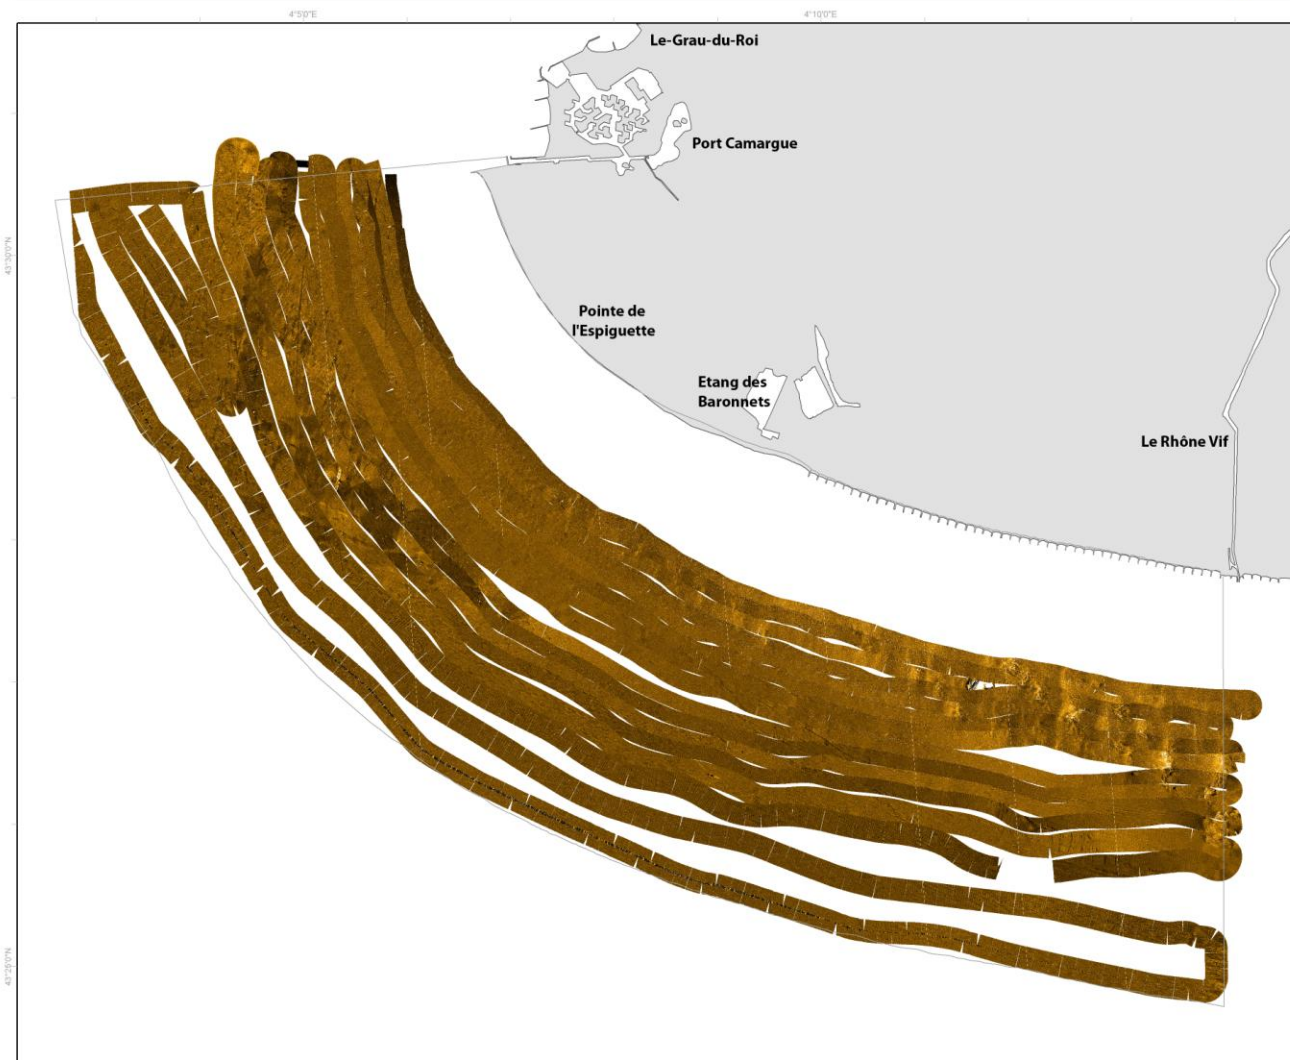 4°5'0"E
4°10'0"E
Le-Grau-du-Roi
Port Camargue
43°30'0"N
Pointe de
l'Espiguette
Etang des
Baronnets
Le Rhône Vif
43°25'0"N